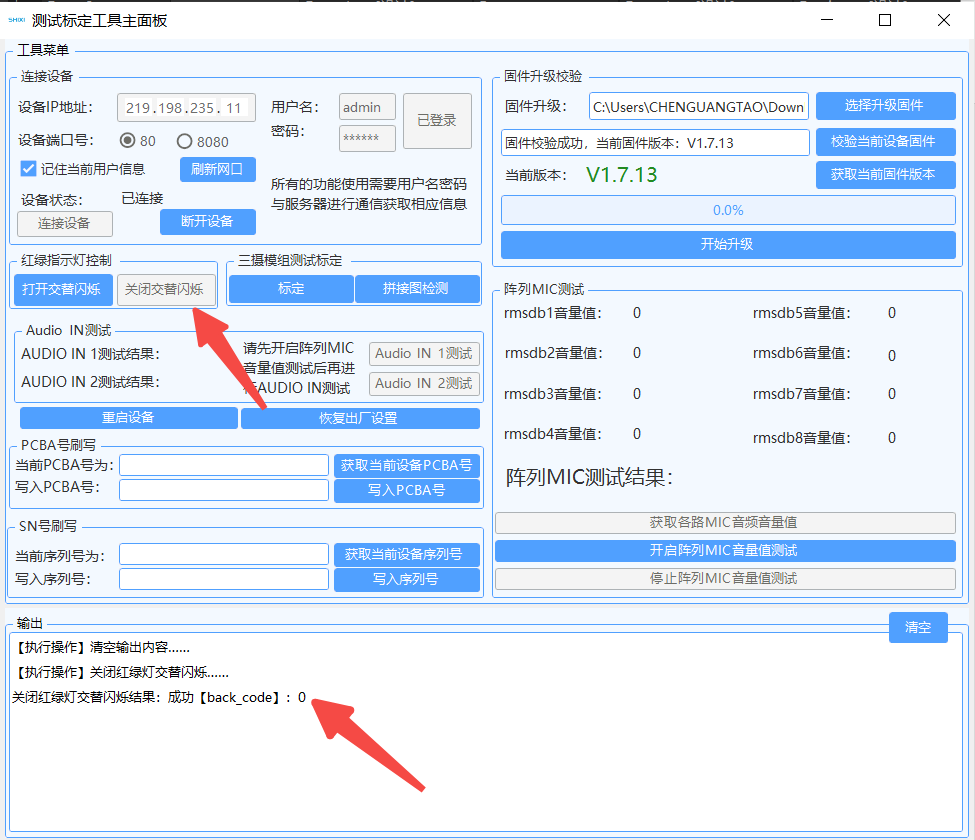 SHIXI 测试标定工具主面板
工具菜单
连接设备
设备IP地址：
219.198.235. 11
用户名：
admin
已登录
设备端口号：
80
8080
密码：
******
记住当前用户信息
刷新网口
设备状态：
已连接
所有的功能使用需要用户名密码
与服务器进行通信获取相应信息
连接设备
断开设备
红绿指示灯控制
打开交替闪烁
关闭交替闪烁
三摄模组测试标定
标定
拼接图检测
Audio IN测试
AUDIO IN 1测试结果：
AUDIO IN 2测试结果：
请先开启阵列MIC
音量值测试后再进
行AUDIO IN测试
Audio IN 1测试
Audio IN 2测试
重启设备
恢复出厂设置
PCBA号刷写
当前PCBA号为：
获取当前设备PCBA号
写入PCBA号：
写入PCBA号
SN号刷写
当前序列号为：
获取当前设备序列号
写入序列号：
写入序列号
固件升级校验
固件升级：
C:\Users\CHENGUANGTAO\Down
选择升级固件
固件校验成功，当前固件版本：V1.7.13
校验当前设备固件
当前版本：
V1.7.13
获取当前固件版本
0.0%
开始升级
阵列MIC测试
rmsdb1音量值： 0
rmsdb5音量值： 0
rmsdb2音量值： 0
rmsdb6音量值： 0
rmsdb3音量值： 0
rmsdb7音量值： 0
rmsdb4音量值： 0
rmsdb8音量值： 0
阵列MIC测试结果：
获取各路MIC音频音量值
开启阵列MIC音量值测试
停止阵列MIC音量值测试
输出
清空
【执行操作】清空输出内容......
【执行操作】关闭红绿灯交替闪烁......
关闭红绿灯交替闪烁结果：成功【back_code】：0